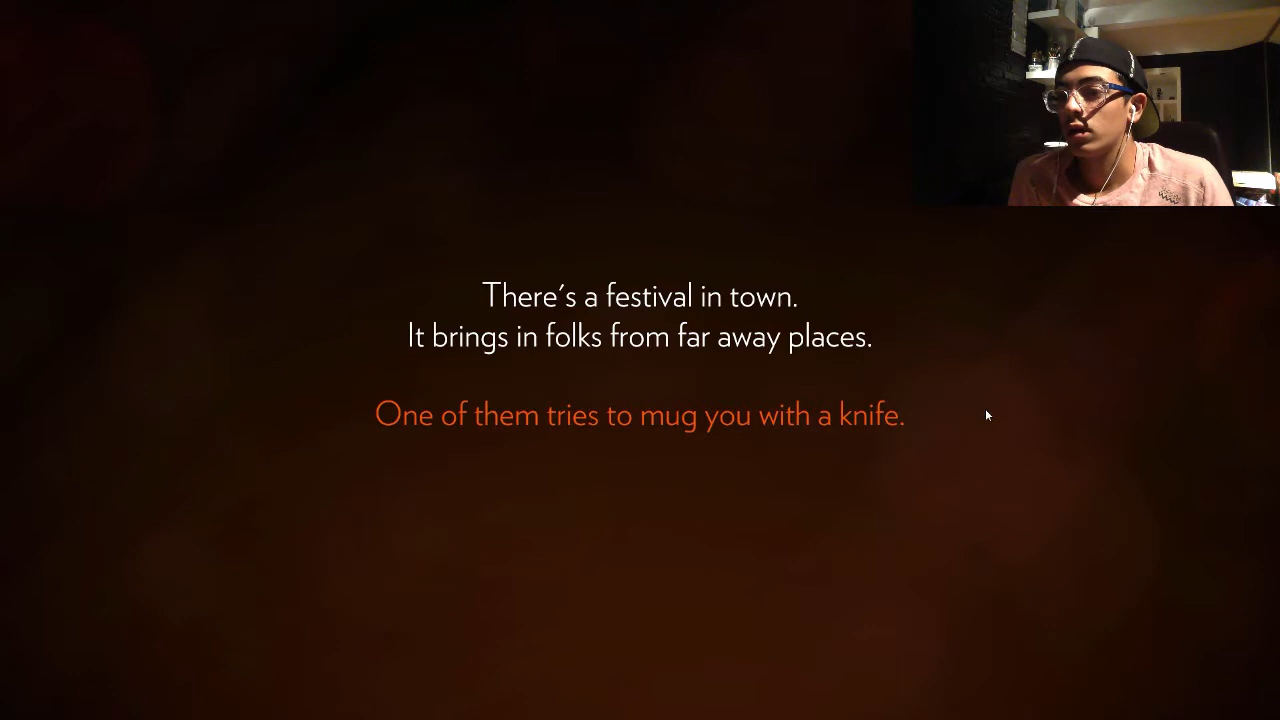 There's a festival in town.
It brings in folks from far away places.
One of them tries to mug you with a knife.